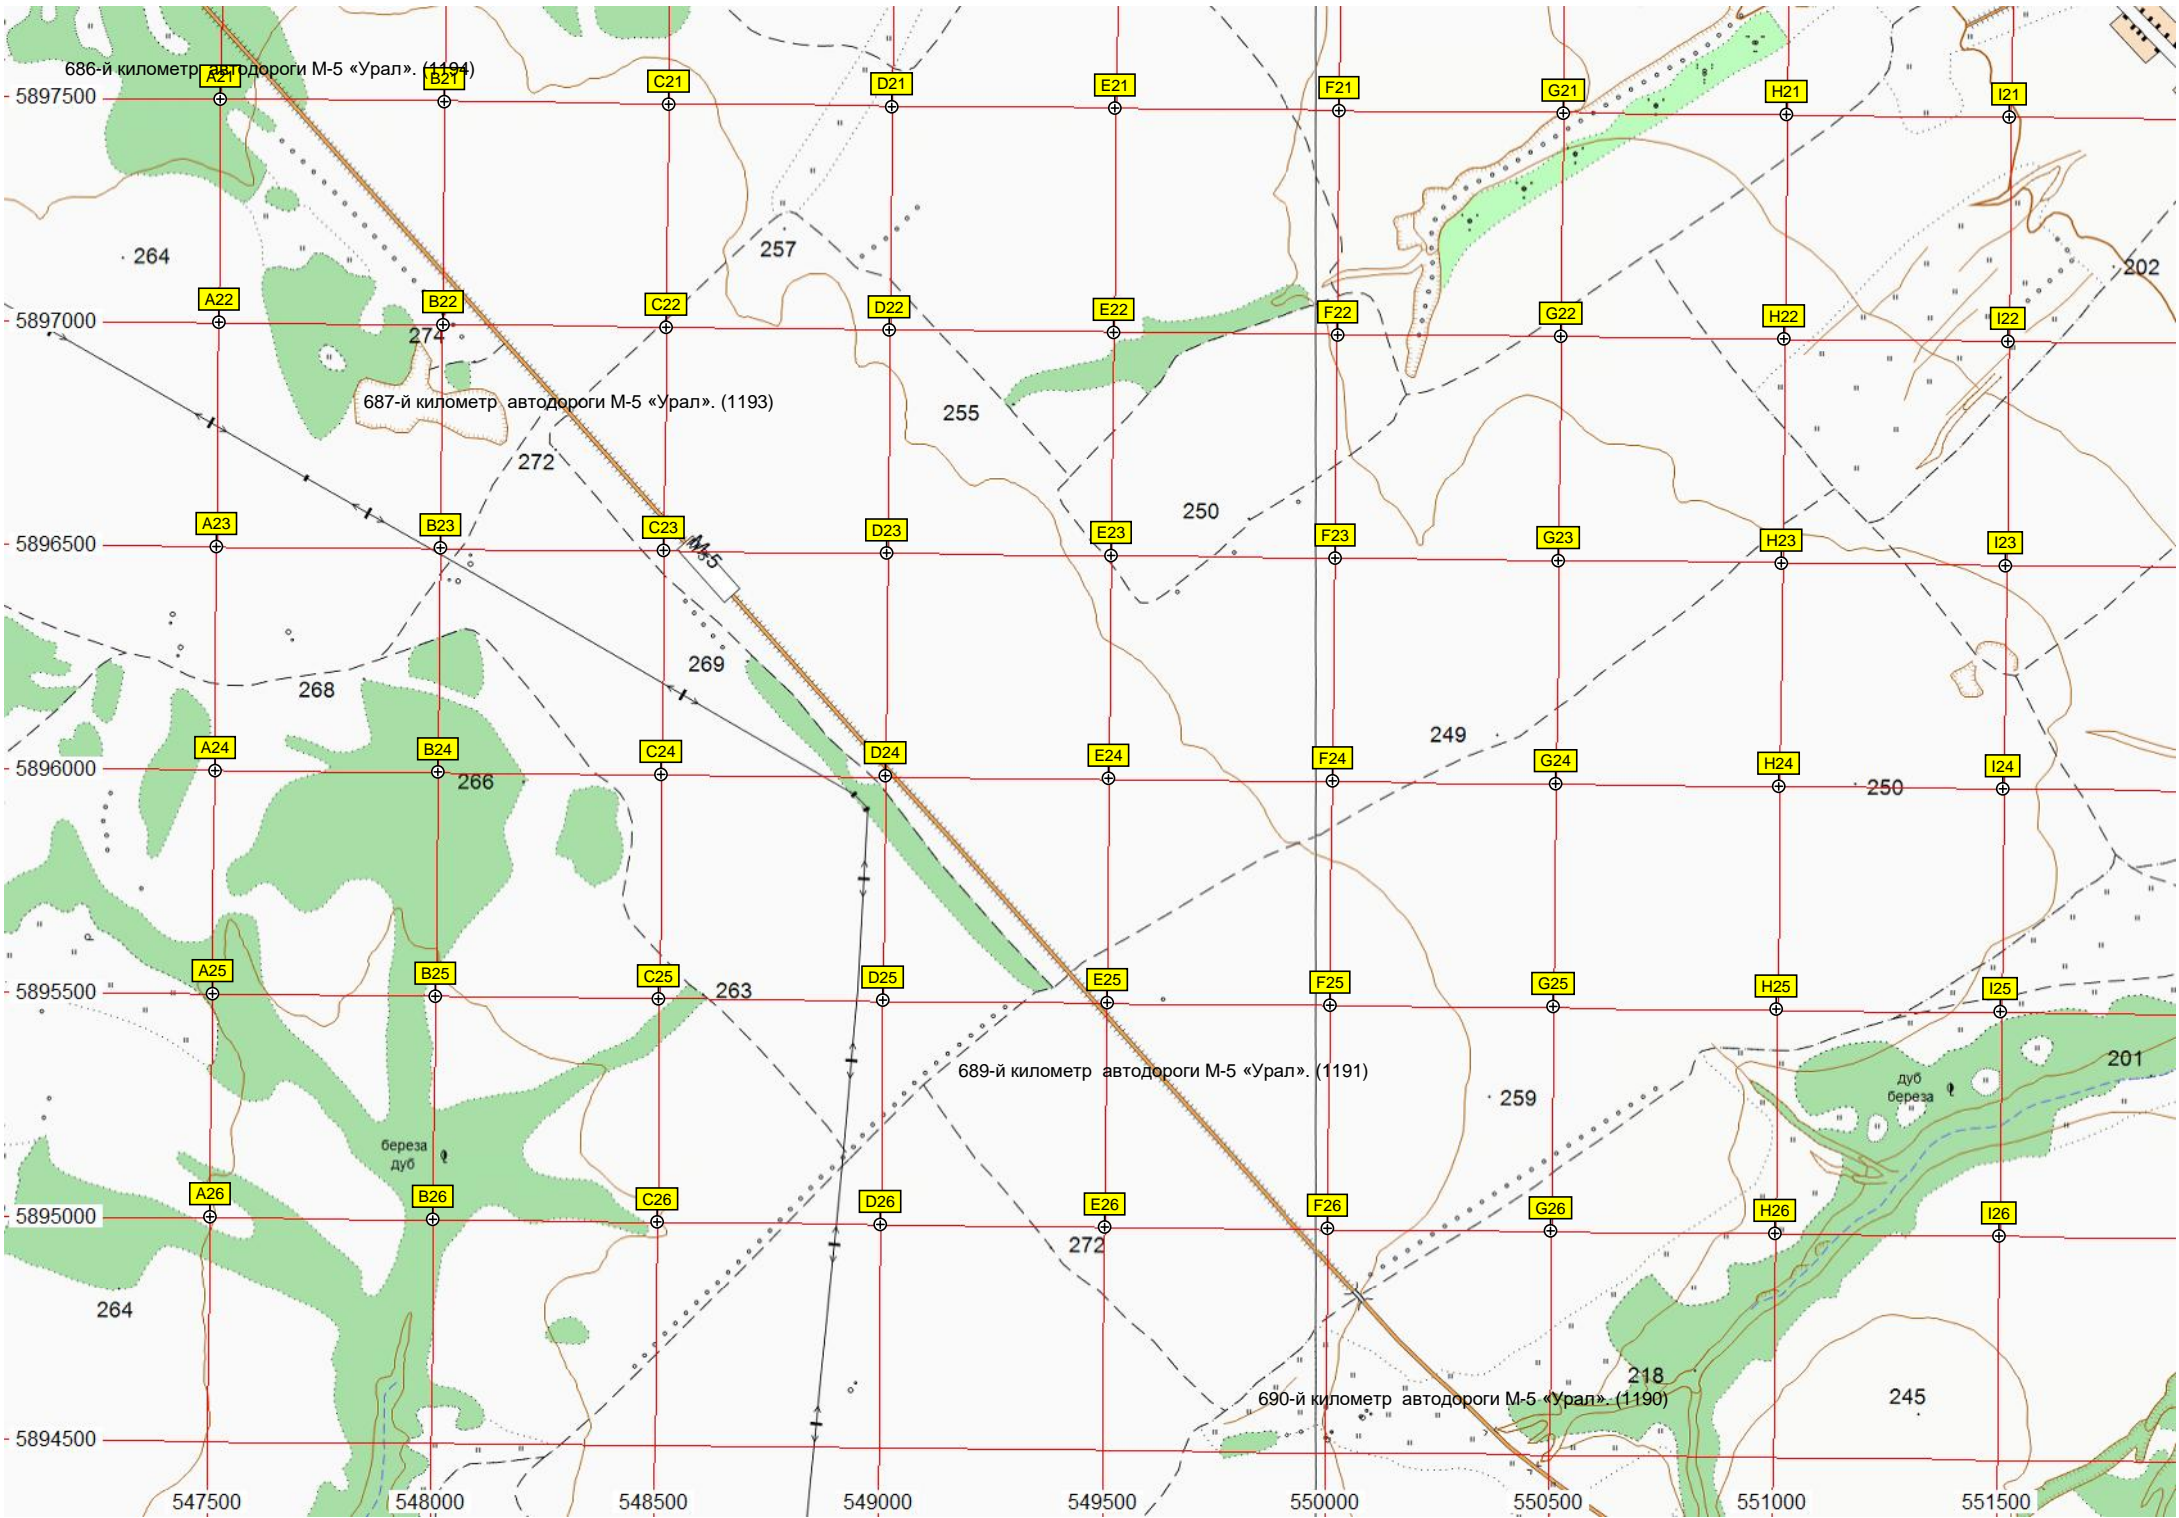 686-й километр автодороги М-5 «Урал». (1194)
A21 B21 C21 D21 E21 F21 G21 H21 I21
5897500
264
257
202
A22 B22 C22 D22 E22 F22 G22 H22 I22
5897000
274
687-й километр автодороги М-5 «Урал». (1193)
255
272
250
A23 B23 C23 D23 E23 F23 G23 H23 I23
5896500
М-5
269
268
249
A24 B24 C24 D24 E24 F24 G24 H24 I24
5896000
266
250
A25 B25 C25 D25 E25 F25 G25 H25 I25
5895500
263
689-й километр автодороги М-5 «Урал». (1191)
201
дуб
береза
259
береза
дуб
A26 B26 C26 D26 E26 F26 G26 H26 I26
5895000
272
264
218
690-й километр автодороги М-5 «Урал». (1190)
245
5894500
547500 548000 548500 549000 549500 550000 550500 551000 551500